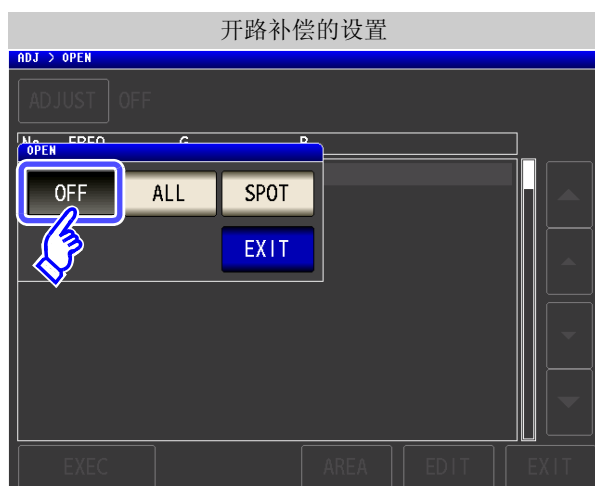 开路补偿的设置
ADJ > OPEN
ADJUST OFF
No. FREQ G B
OPEN
OFF ALL SPOT
EXIT
EXEC AREA EDIT EXIT